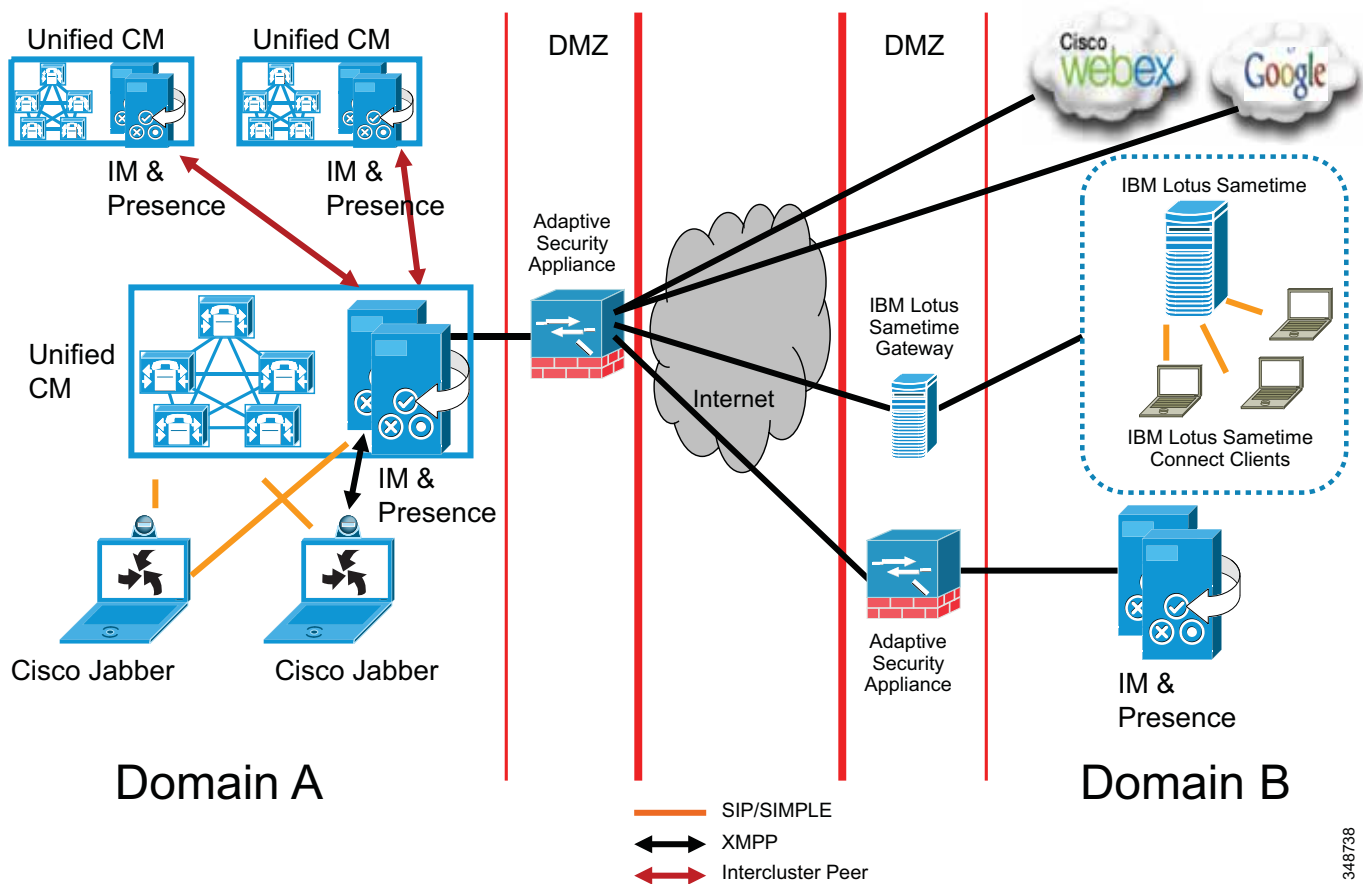 Unified CM
Unified CM
DMZ
DMZ
Cisco
webex
by
Google
IM &
Presence
IM &
Presence
IBM Lotus Sametime
Adaptive
Security
Appliance
IBM Lotus
Sametime
Gateway
Unified
CM
Internet
IBM Lotus Sametime
Connect Clients
IM &
Presence
Cisco Jabber
Cisco Jabber
Adaptive
Security
Appliance
IM &
Presence
Domain A
Domain B
SIP/SIMPLE
XMPP
Intercluster Peer
348738